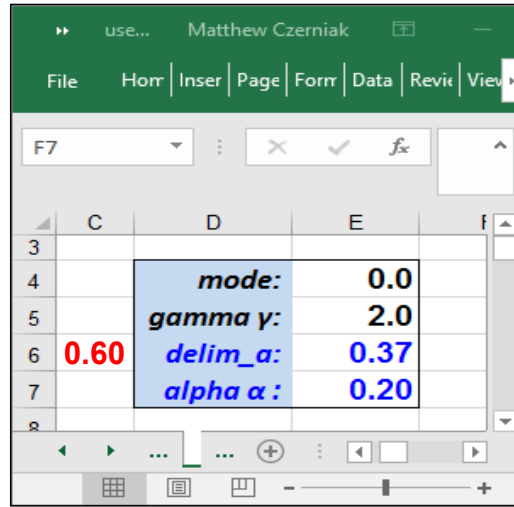 use... Matthew Czerniak
File Hom Inser Page Form Data Revie View
F7 fx
C D E F
3
4 mode: 0.0
5 gamma γ: 2.0
6 0.60 delim_a: 0.37
7 alpha α : 0.20
8
... ...